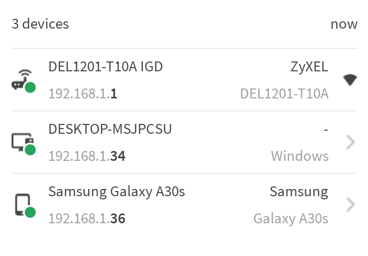 3 devices now
DEL1201-T10A IGD ZyXEL
192.168.1.1 DEL1201-T10A
DESKTOP-MSJPCSU -
192.168.1.34 Windows
Samsung Galaxy A30s Samsung
192.168.1.36 Galaxy A30s